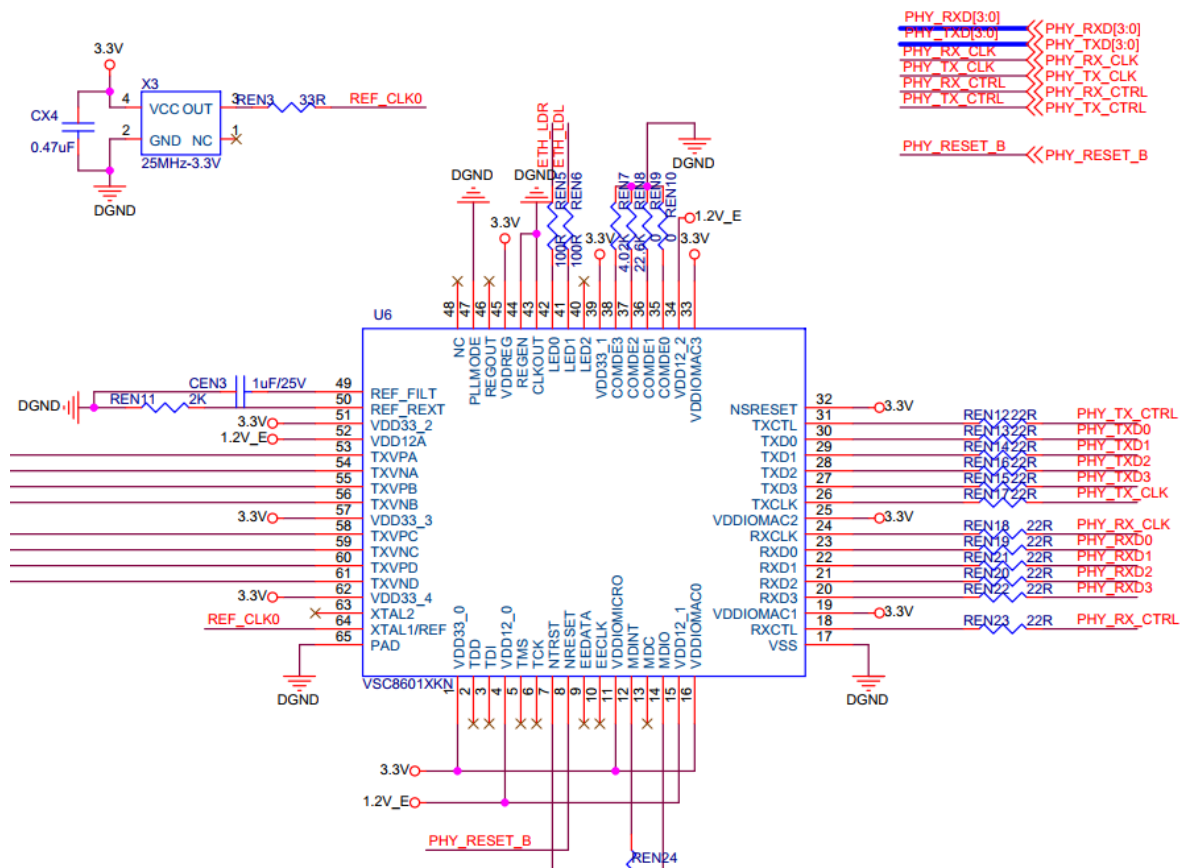 PHY_RXD[3:0]
PHY_RXD[3:0]
PHY_TXD[3:0]
PHY_TXD[3:0]
PHY_RX_CLK
PHY_RX_CLK
PHY_TX_CLK
PHY_TX_CLK
PHY_RX_CTRL
PHY_RX_CTRL
PHY_TX_CTRL
PHY_TX_CTRL
PHY_RESET_B
PHY_RESET_B
3.3V
X3
CX4
0.47uF
4 VCC OUT 3
2 GND NC 1
25MHz-3.3V
REN3 33R REF_CLK0
DGND
DGND
DGND
DGND
ETH_LDR
ETH_LDL
REN5
REN6
100R
100R
REN7
REN8
REN9
REN10
4.02K
22.6K
0
0
3.3V
3.3V
1.2V_E
3.3V
U6
48 NC
47 PLLMODE
46 REGOUT
45 VDDREG
44 REGEN
43 CLKOUT
42 LED0
41 LED1
40 LED2
39 VDD33_1
38 COMDE3
37 COMDE2
36 COMDE1
35 COMDE0
34 VDD12_2
33 VDDIOMAC3
DGND
CEN3 1uF/25V
REN11 2K
49 REF_FILT
50 REF_REXT
3.3V 51 VDD33_2
1.2V_E 52 VDD12A
53 TXVPA
54 TXVNA
55 TXVPB
56 TXVNB
3.3V 57 VDD33_3
58 TXVPC
59 TXVNC
60 TXVPD
61 TXVND
3.3V 62 VDD33_4
63 XTAL2
REF_CLK0 64 XTAL1/REF
65 PAD
DGND
NSRESET 32 3.3V
TXCTL 31 REN12 22R PHY_TX_CTRL
TXD0 30 REN13 22R PHY_TXD0
TXD1 29 REN14 22R PHY_TXD1
TXD2 28 REN16 22R PHY_TXD2
TXD3 27 REN15 22R PHY_TXD3
TXCLK 26 REN17 22R PHY_TX_CLK
VDDIOMAC2 25 3.3V
RXCLK 24 REN18 22R PHY_RX_CLK
RXD0 23 REN19 22R PHY_RXD0
RXD1 22 REN21 22R PHY_RXD1
RXD2 21 REN20 22R PHY_RXD2
RXD3 20 REN22 22R PHY_RXD3
VDDIOMAC1 19 3.3V
RXCTL 18 REN23 22R PHY_RX_CTRL
VSS 17
DGND
VSC8601XKN
1 VDD33_0
2 TDD
3 TDI
4 VDD12_0
5 TMS
6 TCK
7 NTRST
8 NRESET
9 EEDATA
10 EECLK
11 VDDIOMICRO
12 MDINT
13 MDC
14 MDIO
15 VDD12_1
16 VDDIOMAC0
3.3V
1.2V_E
PHY_RESET_B
REN24